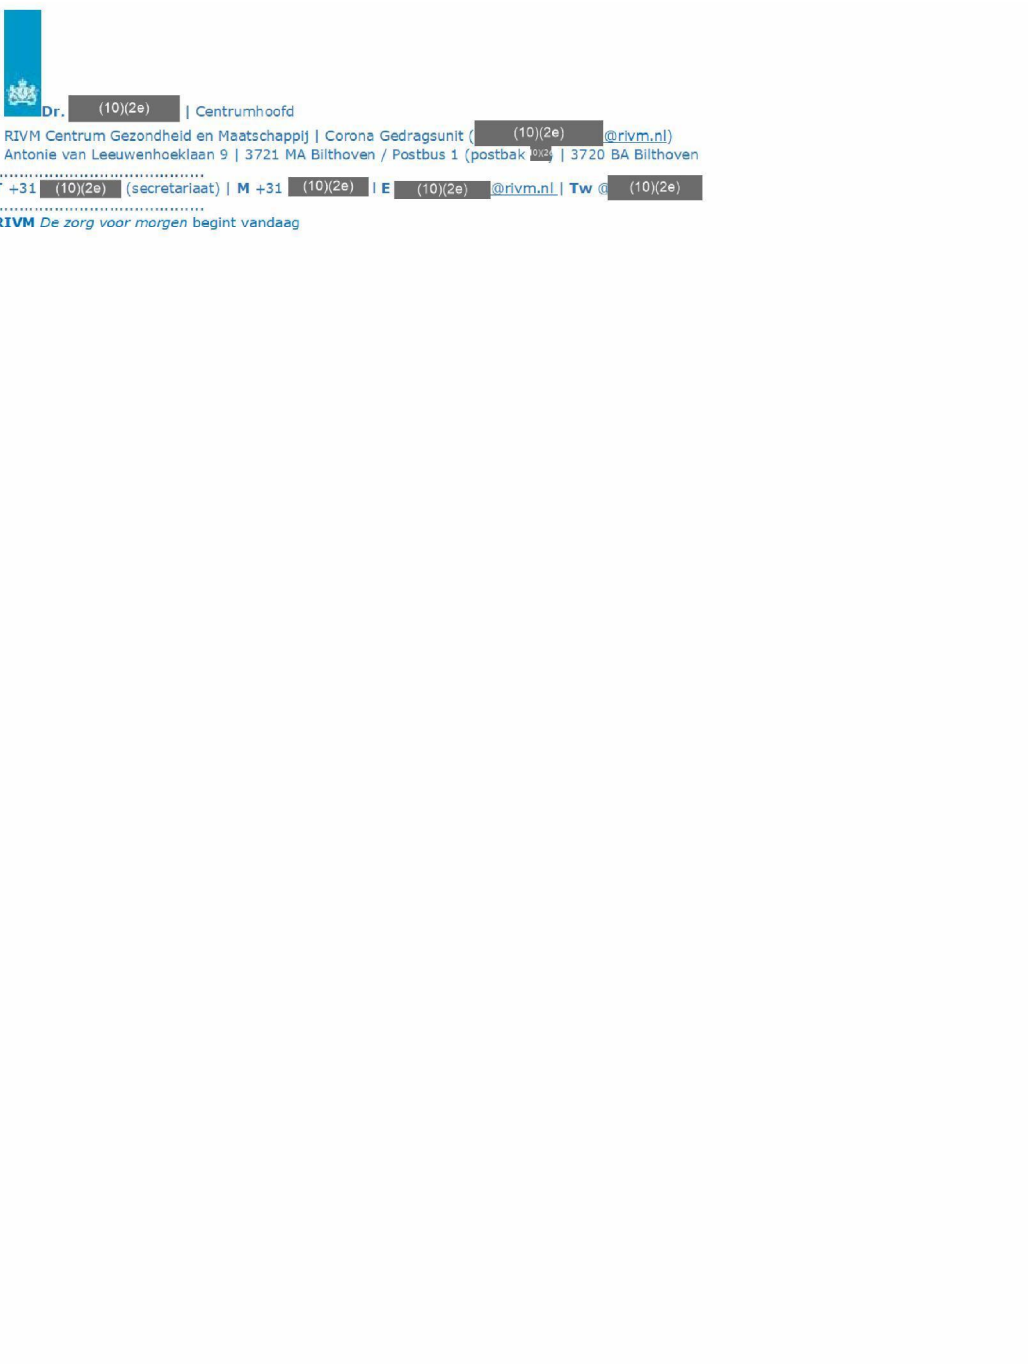 Dr. (10)(2e) | Centrumhoofd
RIVM Centrum Gezondheid en Maatschappij | Corona Gedragsunit ( (10)(2e) @rivm.nl)
Antonie van Leeuwenhoeklaan 9 | 3721 MA Bilthoven / Postbus 1 (postbak | 3720 BA Bilthoven
+31 (10)(2e) (secretariaat) | M +31 (10)(2e) | E (10)(2e) @rivm.nl | Tw @ (10)(2e)
RIVM De zorg voor morgen begint vandaag